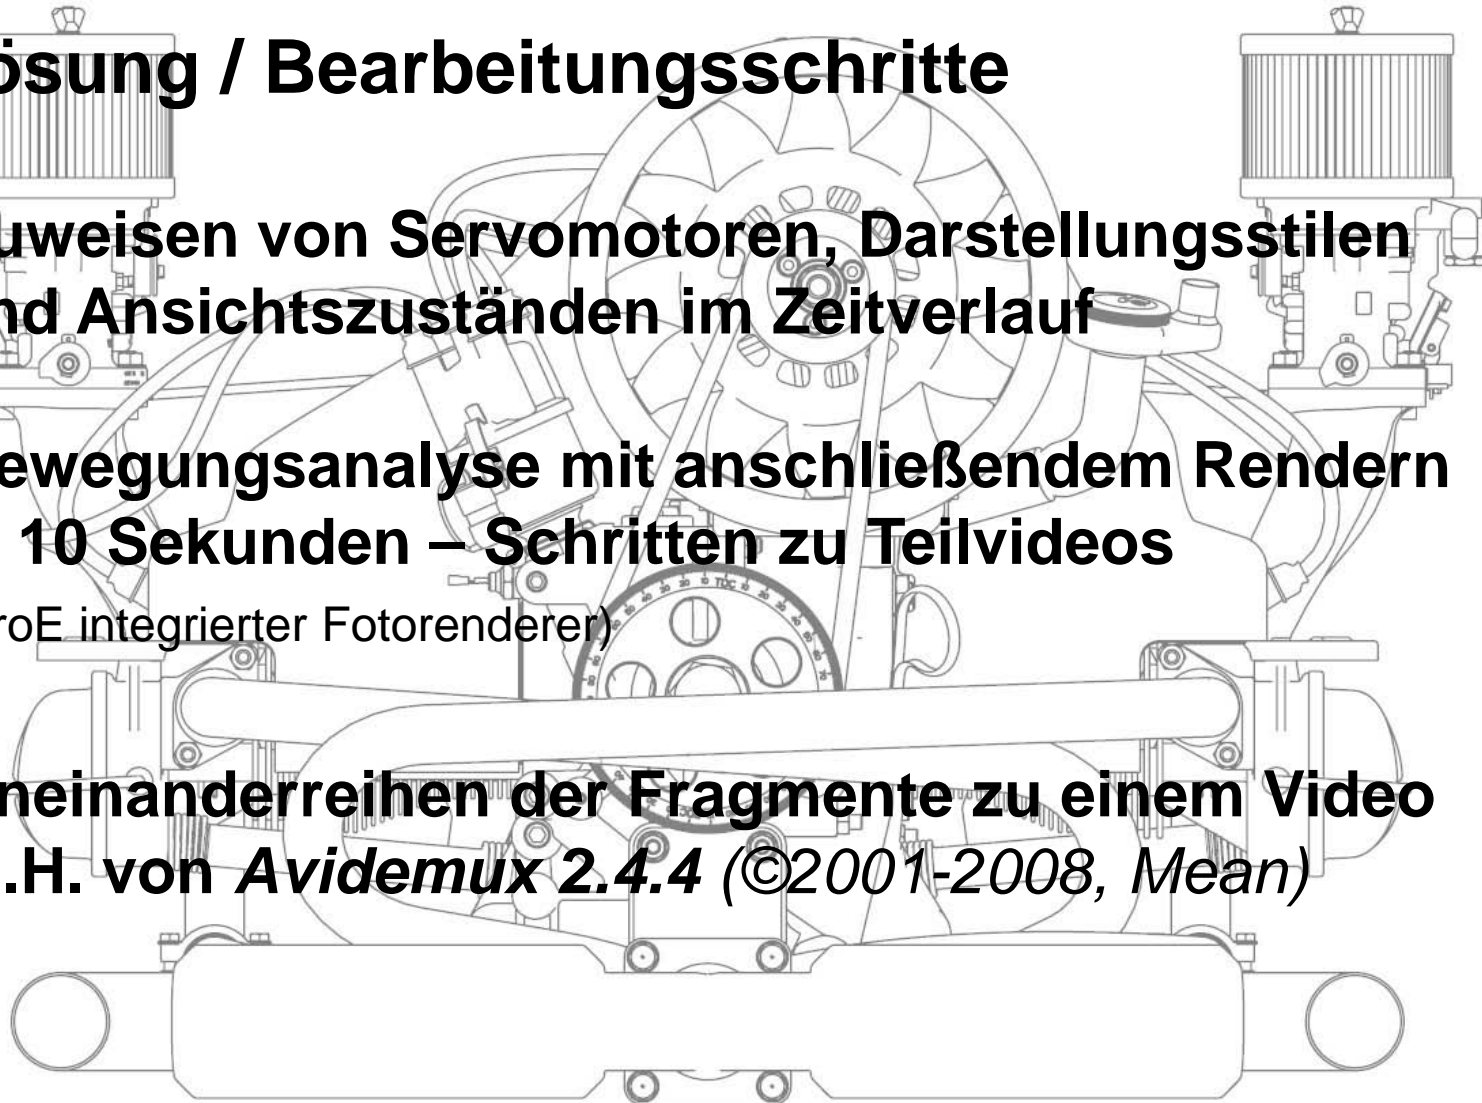 ösung / Bearbeitungsschritte
uweisen von Servomotoren, Darstellungsstilen
nd Ansichtszuständen im Zeitverlauf
ewegungsanalyse mit anschließendem Rendern
10 Sekunden – Schritten zu Teilvideos
roE integrierter Fotorenderer)
neinanderreihen der Fragmente zu einem Video
.H. von Avidemux 2.4.4 (©2001-2008, Mean)
TDC